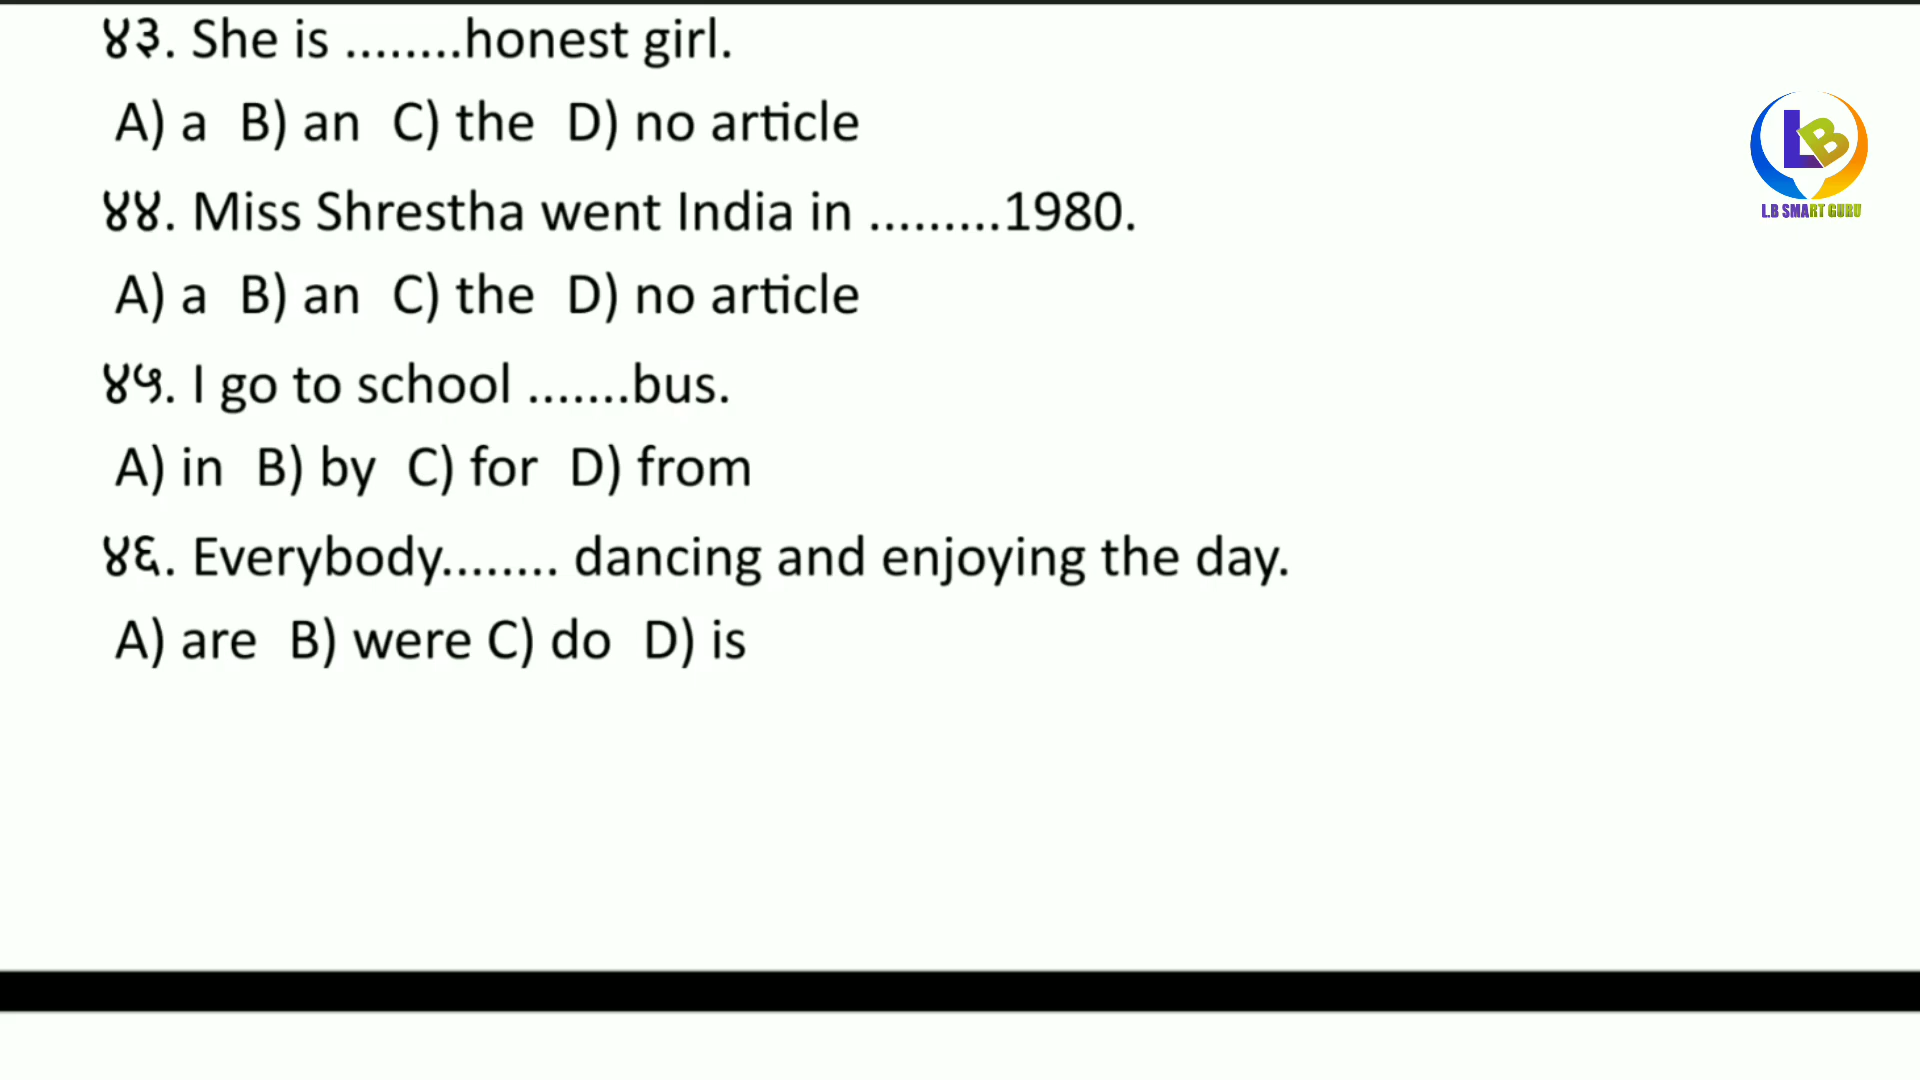 ४३. She is ........honest girl.
A) a B) an C) the D) no article
४४. Miss Shrestha went India in .........1980.
A) a B) an C) the D) no article
४५. I go to school .......bus.
A) in B) by C) for D) from
४६. Everybody........ dancing and enjoying the day.
A) are B) were C) do D) is
LB
L.B SMART GURU